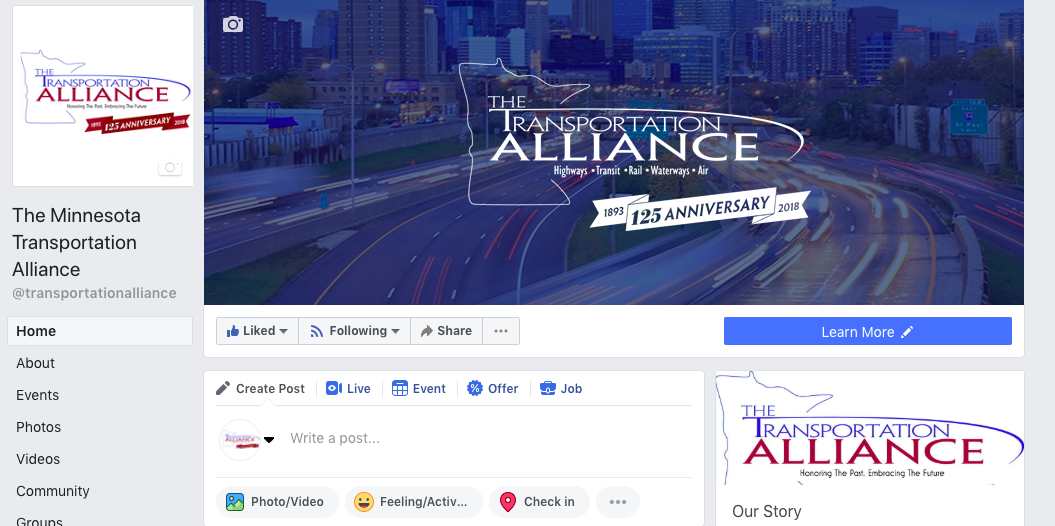 THE
TRANSPORTATION
ALLIANCE
Honoring The Past, Embracing The Future
1893 125 ANNIVERSARY 2018
The Minnesota
Transportation
Alliance
@transportationalliance
Home
About
Events
Photos
Videos
Community
Groups
THE
TRANSPORTATION
ALLIANCE
Highways • Transit • Rail • Waterways • Air
1893 125 ANNIVERSARY 2018
St Paul
Liked
Following
Share
Learn More
Create Post
Live
Event
Offer
Job
ALLIANCE
Write a post...
Photo/Video
Feeling/Activ...
Check in
THE
TRANSPORTATION
ALLIANCE
Honoring The Past, Embracing The Future
Our Story